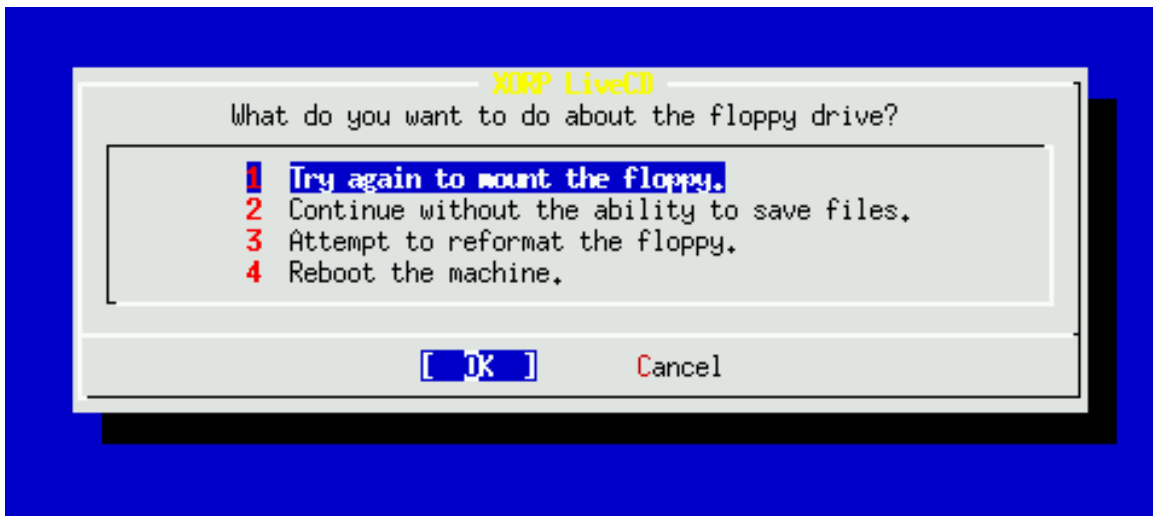 XORP LiveCD
What do you want to do about the floppy drive?
1 Try again to mount the floppy.
2 Continue without the ability to save files.
3 Attempt to reformat the floppy.
4 Reboot the machine.
[ OK ] Cancel